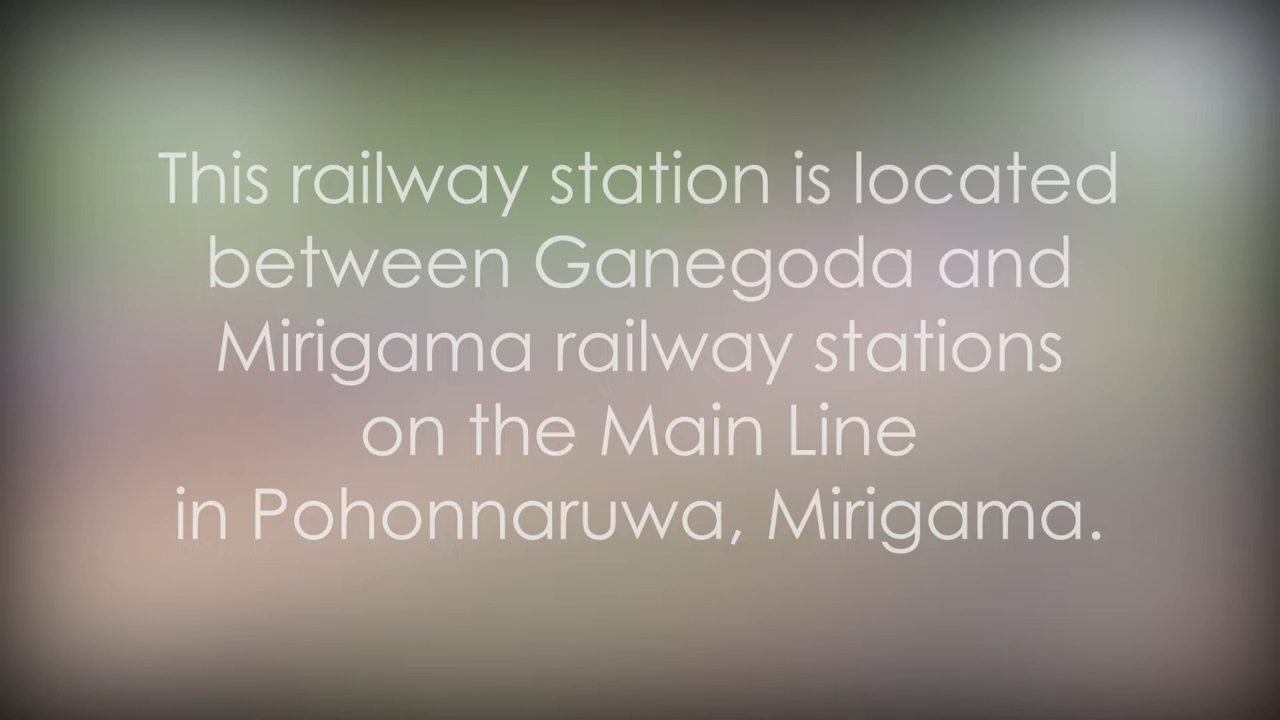 This railway station is located
between Ganegoda and
Mirigama railway stations
on the Main Line
in Pohonnaruwa, Mirigama.